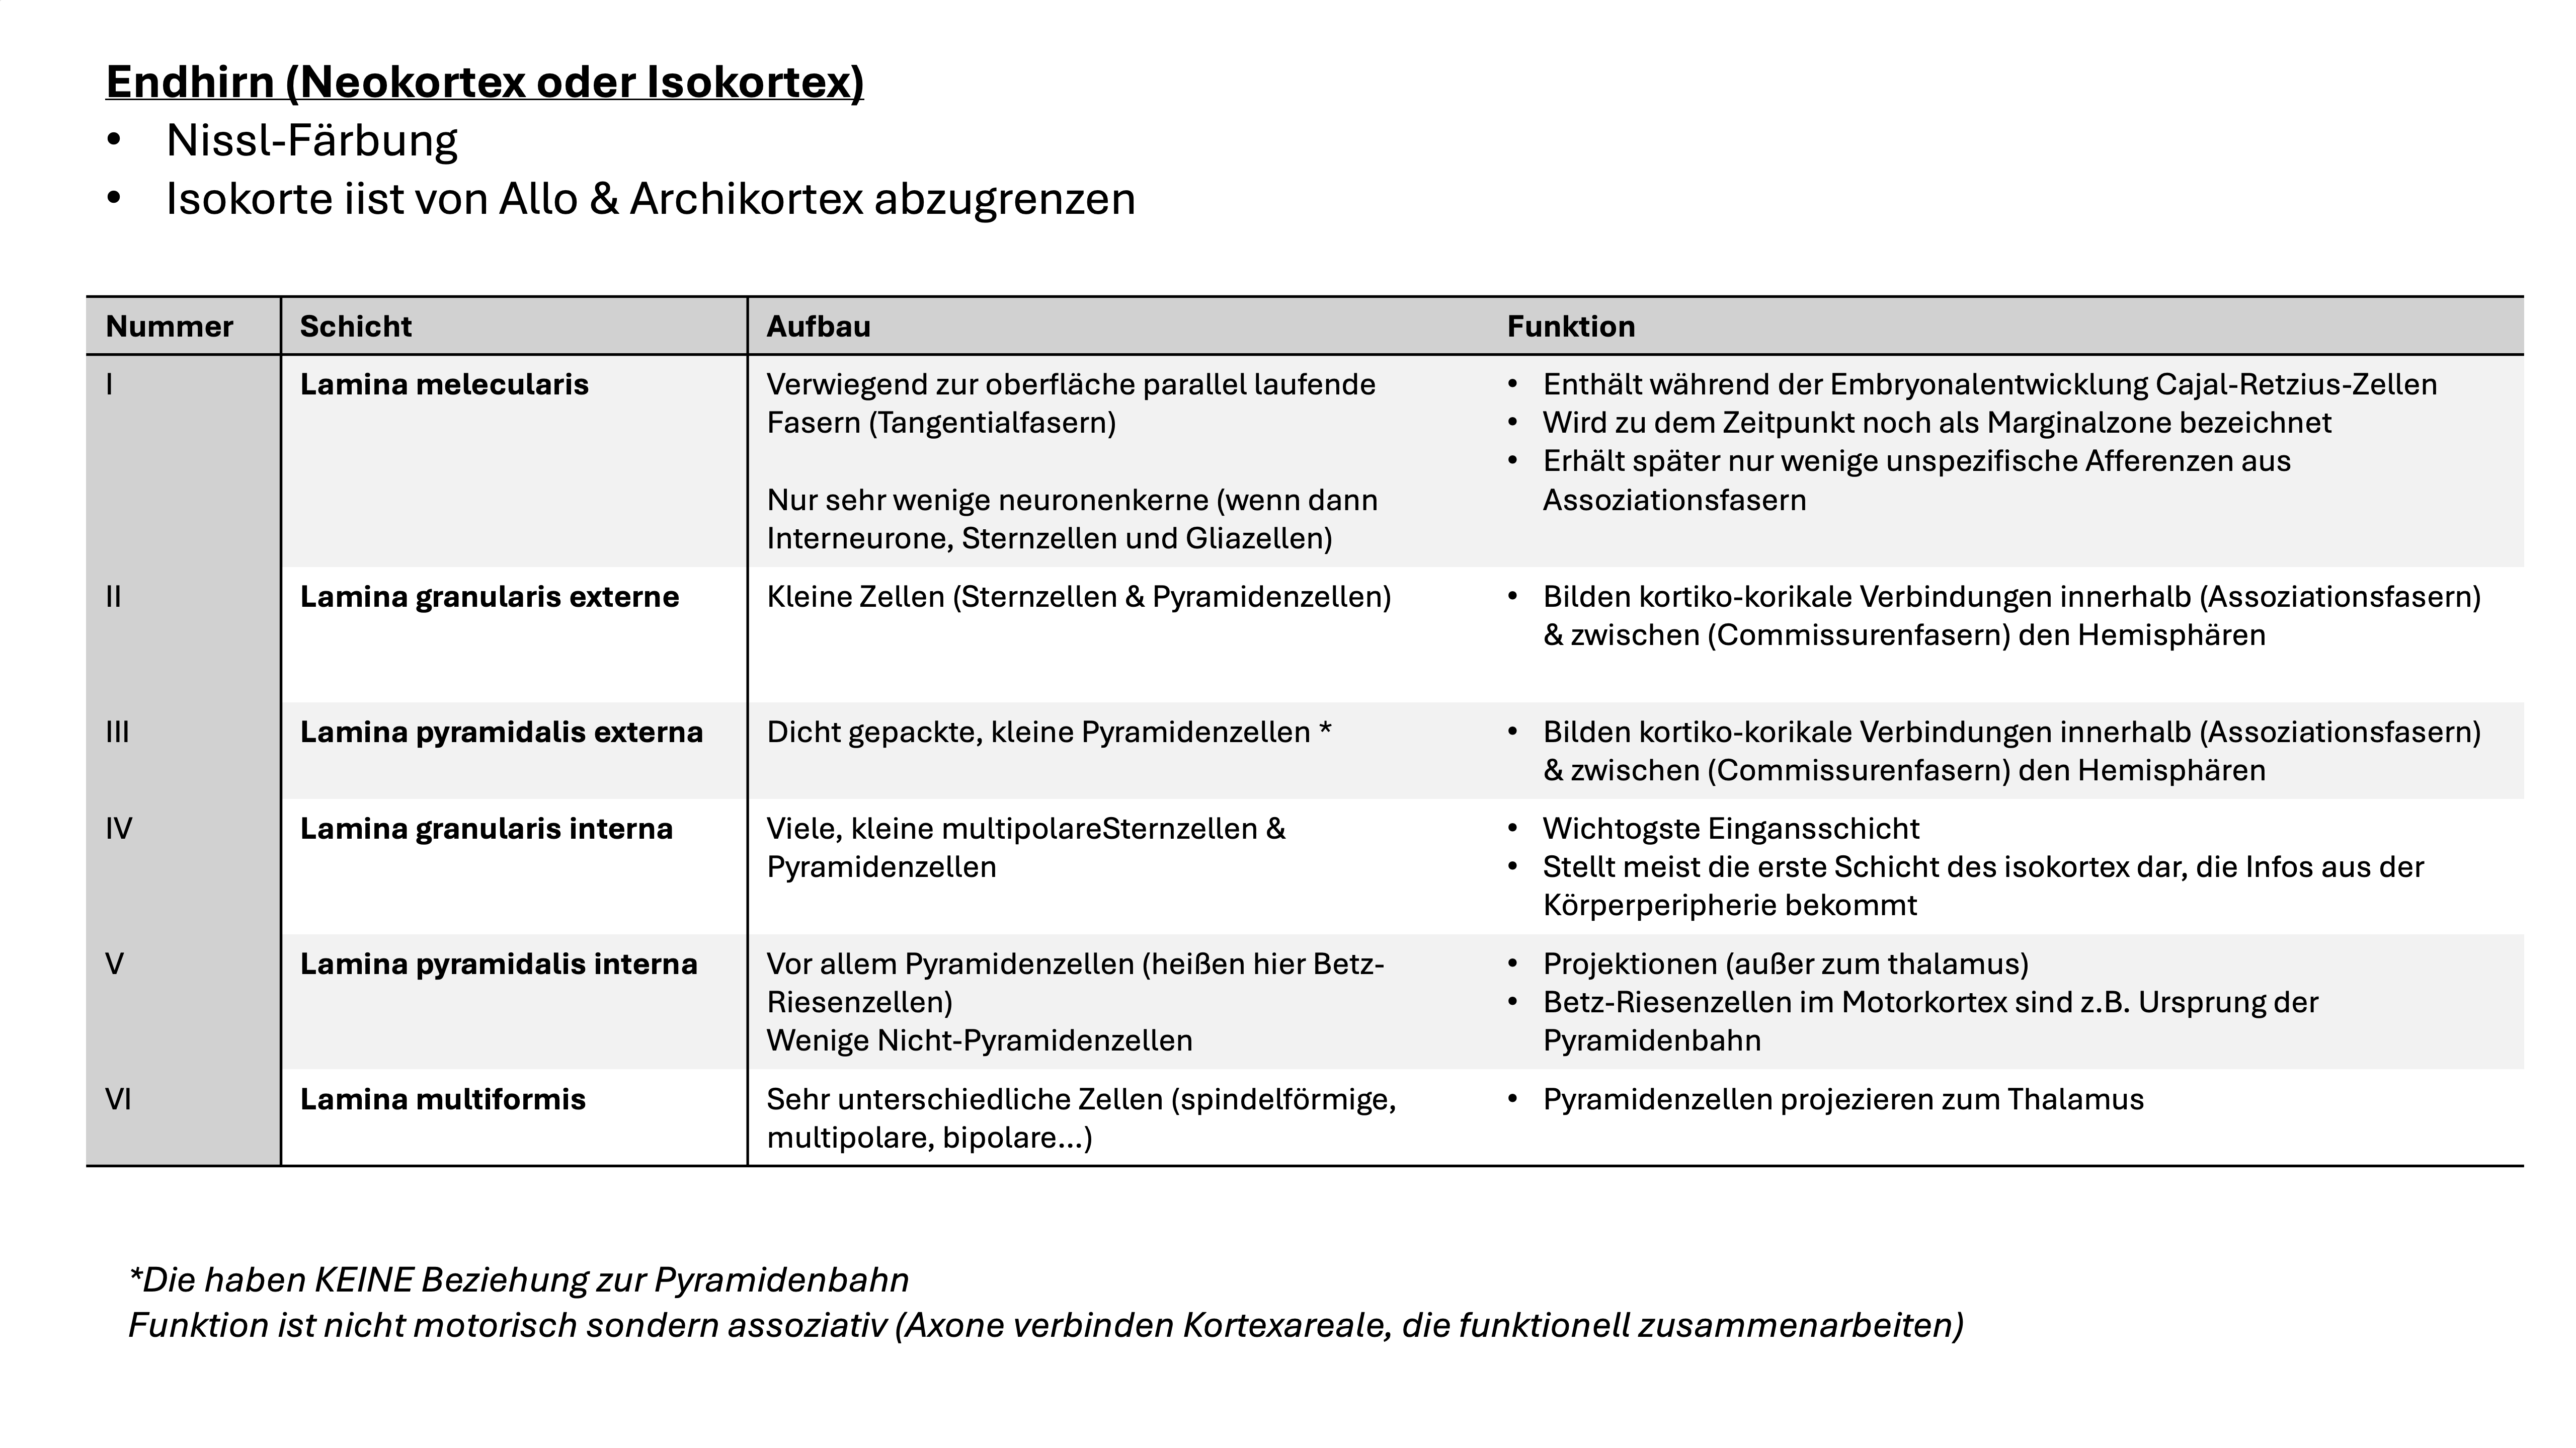 Endhirn (Neokortex oder Isokortex)
• Nissl-Färbung
• Isokorte iist von Allo & Archikortex abzugrenzen
Nummer Schicht Aufbau Funktion
I Lamina melecularis
Verwiegend zur oberfläche parallel laufende
Fasern (Tangentialfasern)
Nur sehr wenige neuronenkerne (wenn dann
Interneurone, Sternzellen und Gliazellen)
• Enthält während der Embryonalentwicklung Cajal-Retzius-Zellen
• Wird zu dem Zeitpunkt noch als Marginalzone bezeichnet
• Erhält später nur wenige unspezifische Afferenzen aus
Assoziationsfasern
II Lamina granularis externe
Kleine Zellen (Sternzellen & Pyramidenzellen)
• Bilden kortiko-korikale Verbindungen innerhalb (Assoziationsfasern)
& zwischen (Commissurenfasern) den Hemisphären
III Lamina pyramidalis externa
Dicht gepackte, kleine Pyramidenzellen *
• Bilden kortiko-korikale Verbindungen innerhalb (Assoziationsfasern)
& zwischen (Commissurenfasern) den Hemisphären
IV Lamina granularis interna
Viele, kleine multipolareSternzellen &
Pyramidenzellen
• Wichtogste Eingansschicht
• Stellt meist die erste Schicht des isokortex dar, die Infos aus der
Körperperipherie bekommt
V Lamina pyramidalis interna
Vor allem Pyramidenzellen (heißen hier Betz-
Riesenzellen)
Wenige Nicht-Pyramidenzellen
• Projektionen (außer zum thalamus)
• Betz-Riesenzellen im Motorkortex sind z.B. Ursprung der
Pyramidenbahn
VI Lamina multiformis
Sehr unterschiedliche Zellen (spindelförmige,
multipolare, bipolare...)
• Pyramidenzellen projezieren zum Thalamus
*Die haben KEINE Beziehung zur Pyramidenbahn
Funktion ist nicht motorisch sondern assoziativ (Axone verbinden Kortexareale, die funktionell zusammenarbeiten)